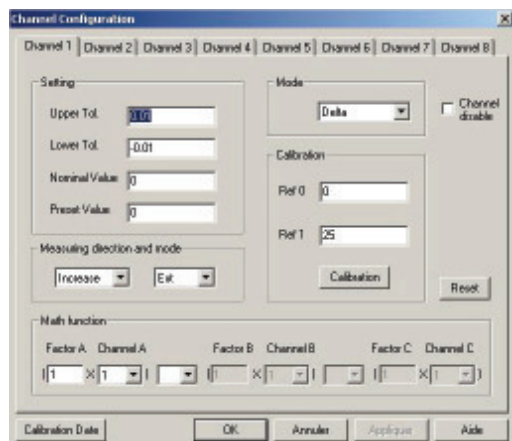 Channel Configuration
Channel 1 Channel 2 Channel 3 Channel 4 Channel 5 Channel 6 Channel 7 Channel 8
Setting
Upper Tol. 0.01
Lower Tol. -0.01
Nominal Value 0
Preset Value 0
Mode
Delta
Channel disable
Calibration
Ref 0 0
Ref 1 25
Calibration
Measuring direction and mode
Increase Ext
Reset
Math function
Factor A Channel A Factor B Channel B Factor C Channel C
( 1 X 1 ) ( 1 X 1 ) ( 1 X 1 )
Calibration Date OK Annuler Appliquer Aide